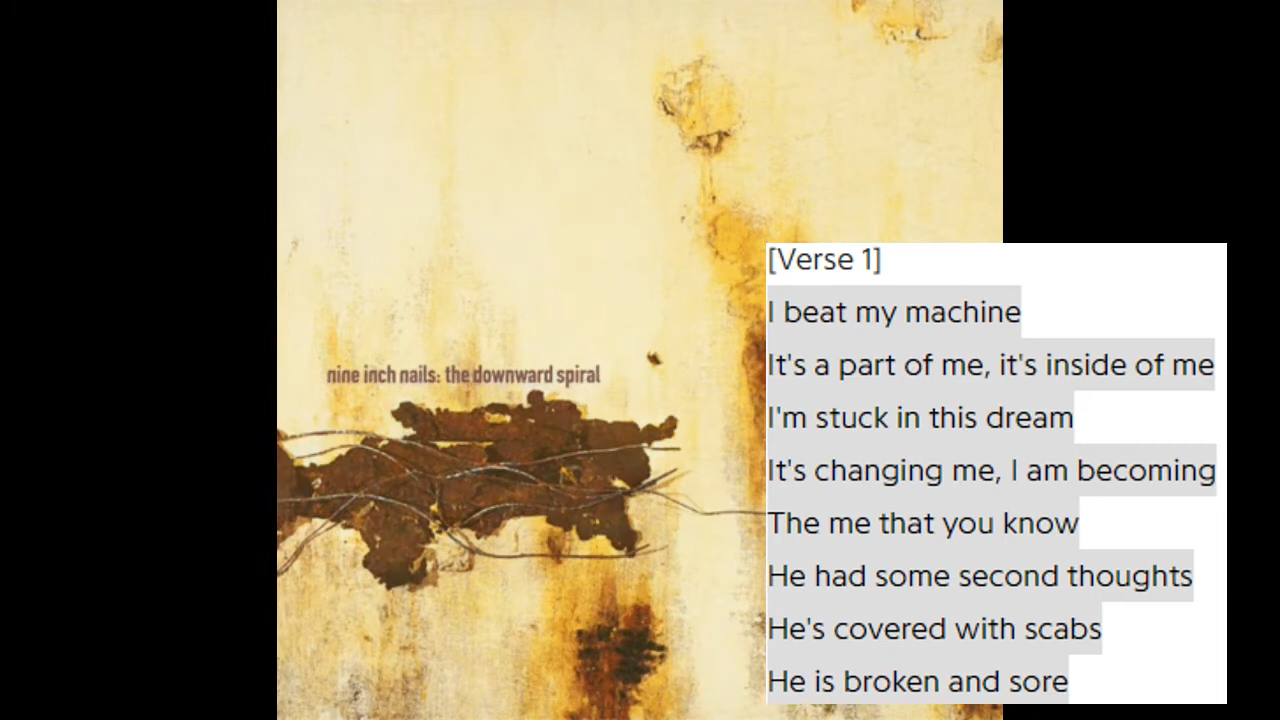 nine inch nails: the downward spiral
[Verse 1]
I beat my machine
It's a part of me, it's inside of me
I'm stuck in this dream
It's changing me, I am becoming
The me that you know
He had some second thoughts
He's covered with scabs
He is broken and sore